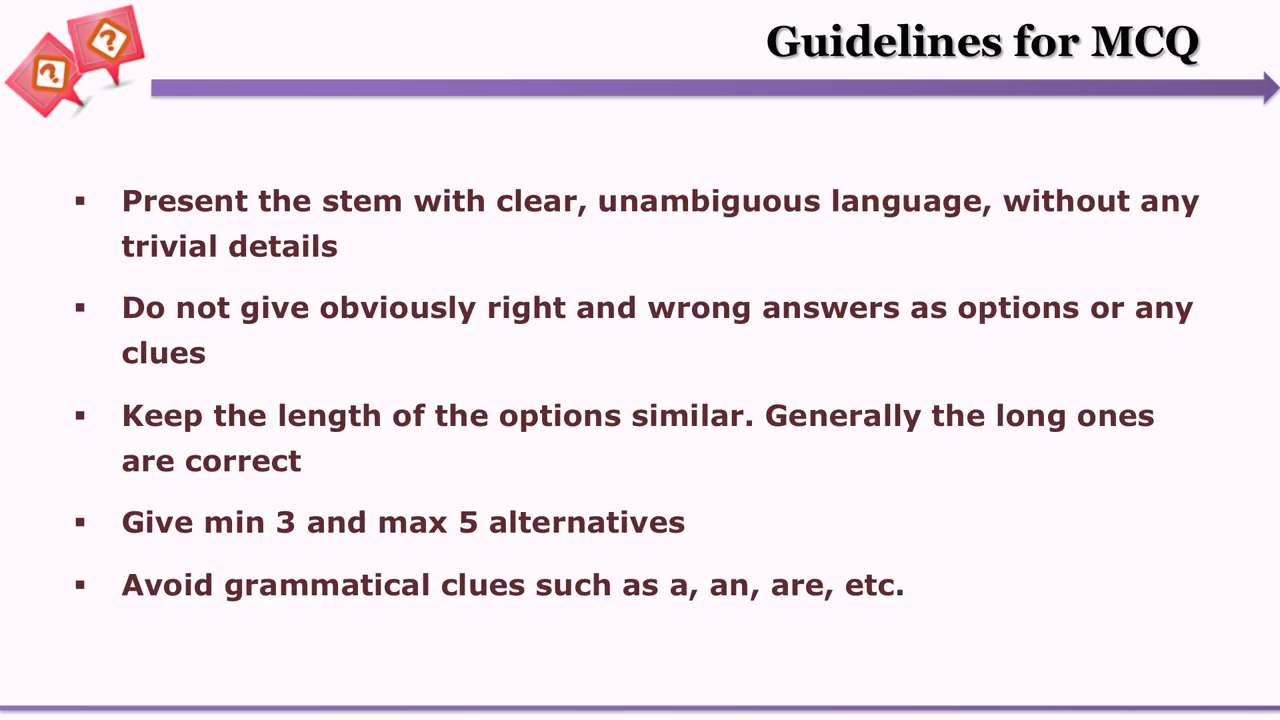 Guidelines for MCQ
? ?
▪ Present the stem with clear, unambiguous language, without any
trivial details
▪ Do not give obviously right and wrong answers as options or any
clues
▪ Keep the length of the options similar. Generally the long ones
are correct
▪ Give min 3 and max 5 alternatives
▪ Avoid grammatical clues such as a, an, are, etc.